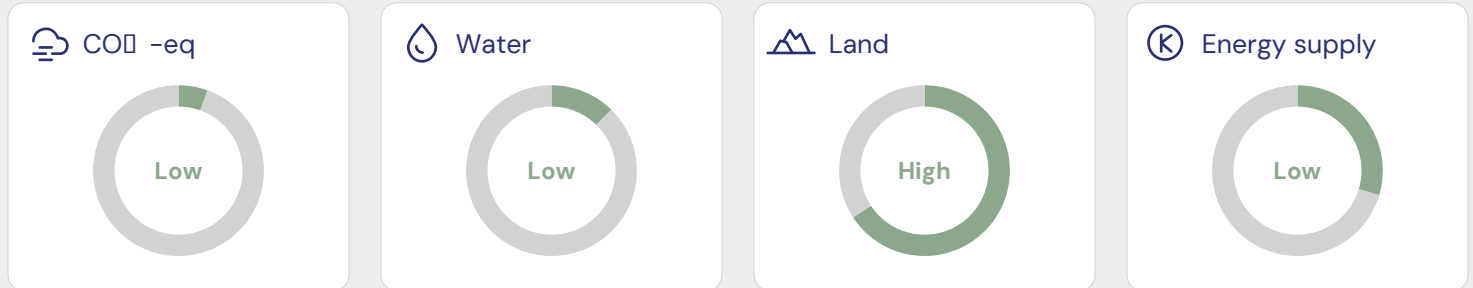 CO▯ -eq
Low
Water
Low
Land
High
Energy supply
Low